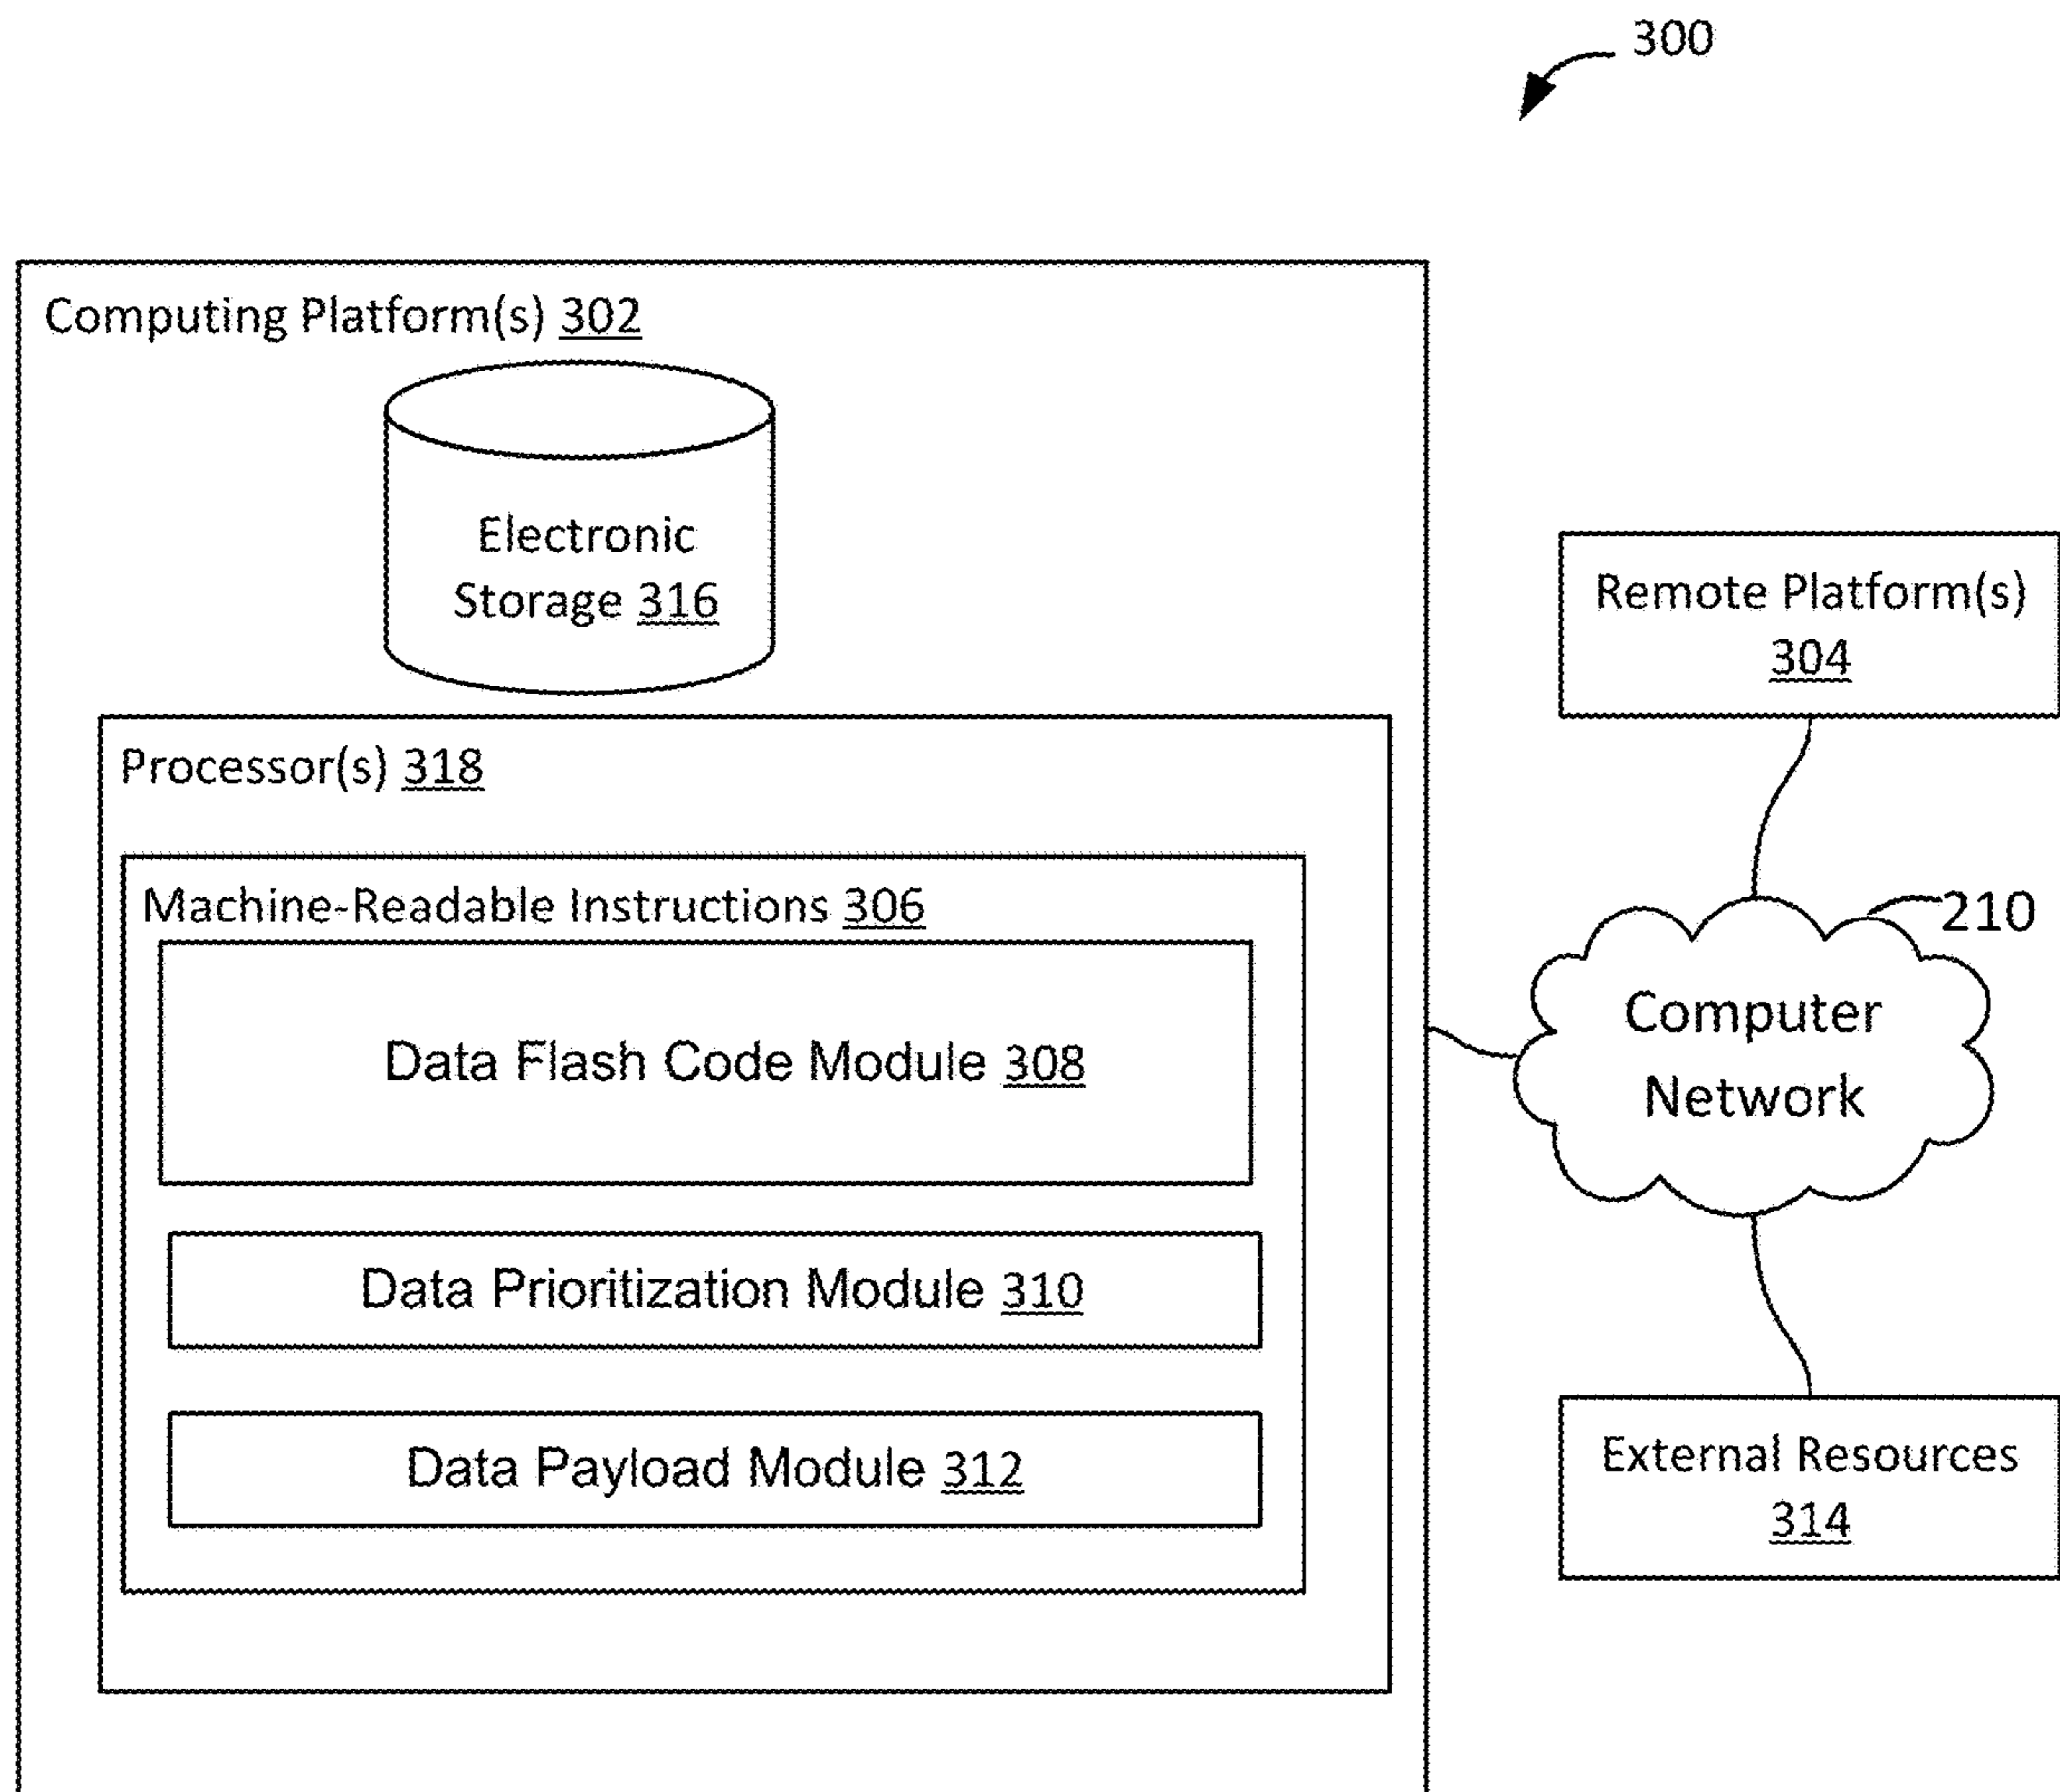 300
Computing Platform(s) 302
Electronic
Storage 316
Remote Platform(s)
304
Processor(s) 318
Machine-Readable Instructions 306
210
Computer
Network
Data Flash Code Module 308
Data Prioritization Module 310
Data Payload Module 312
External Resources
314